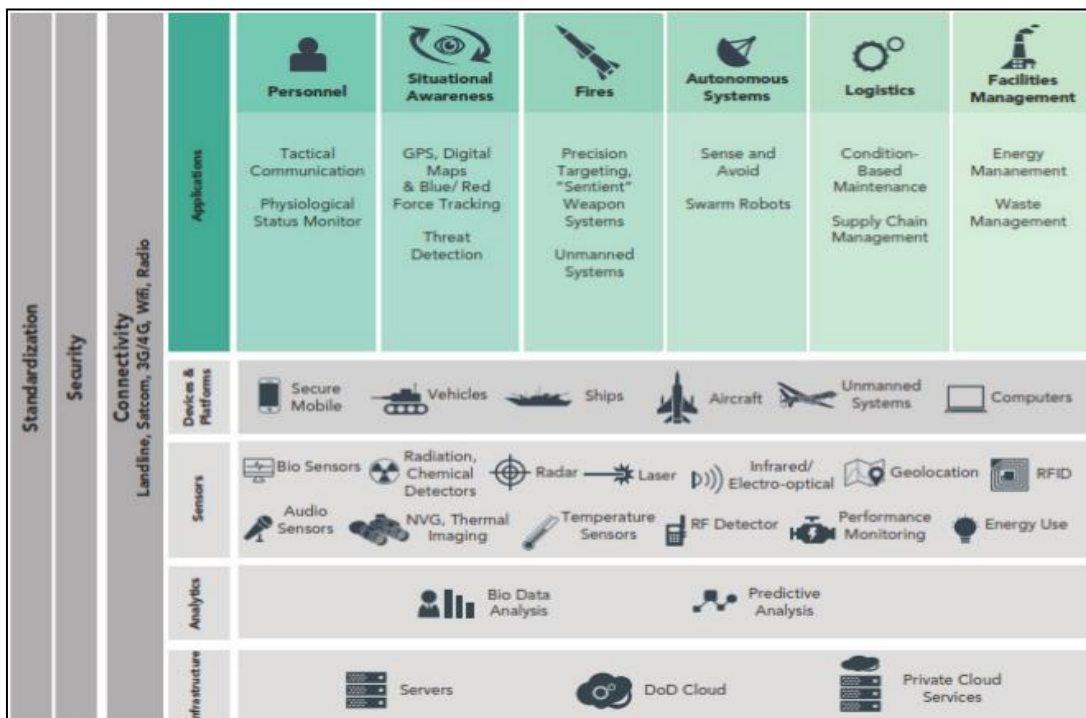 Standardization
Security
Connectivity
Landline, Satcom, 3G/4G, Wifi, Radio
Applications
Personnel
Tactical
Communication
Physiological
Status Monitor
Situational
Awareness
GPS, Digital
Maps
& Blue/ Red
Force Tracking
Threat
Detection
Fires
Precision
Targeting,
"Sentient"
Weapon
Systems
Unmanned
Systems
Autonomous
Systems
Sense and
Avoid
Swarm Robots
Logistics
Condition-
Based
Maintenance
Supply Chain
Management
Facilities
Management
Energy
Mananement
Waste
Management
Devices &
Platforms
Secure
Mobile
Vehicles
Ships
Aircraft
Unmanned
Systems
Computers
Sensors
Bio Sensors
Radiation,
Chemical
Detectors
Radar
Laser
Infrared/
Electro-optical
Geolocation
RFID
Audio
Sensors
NVG, Thermal
Imaging
Temperature
Sensors
RF Detector
Performance
Monitoring
Energy Use
Analytics
Bio Data
Analysis
Predictive
Analysis
Infrastructure
Servers
DoD Cloud
Private Cloud
Services